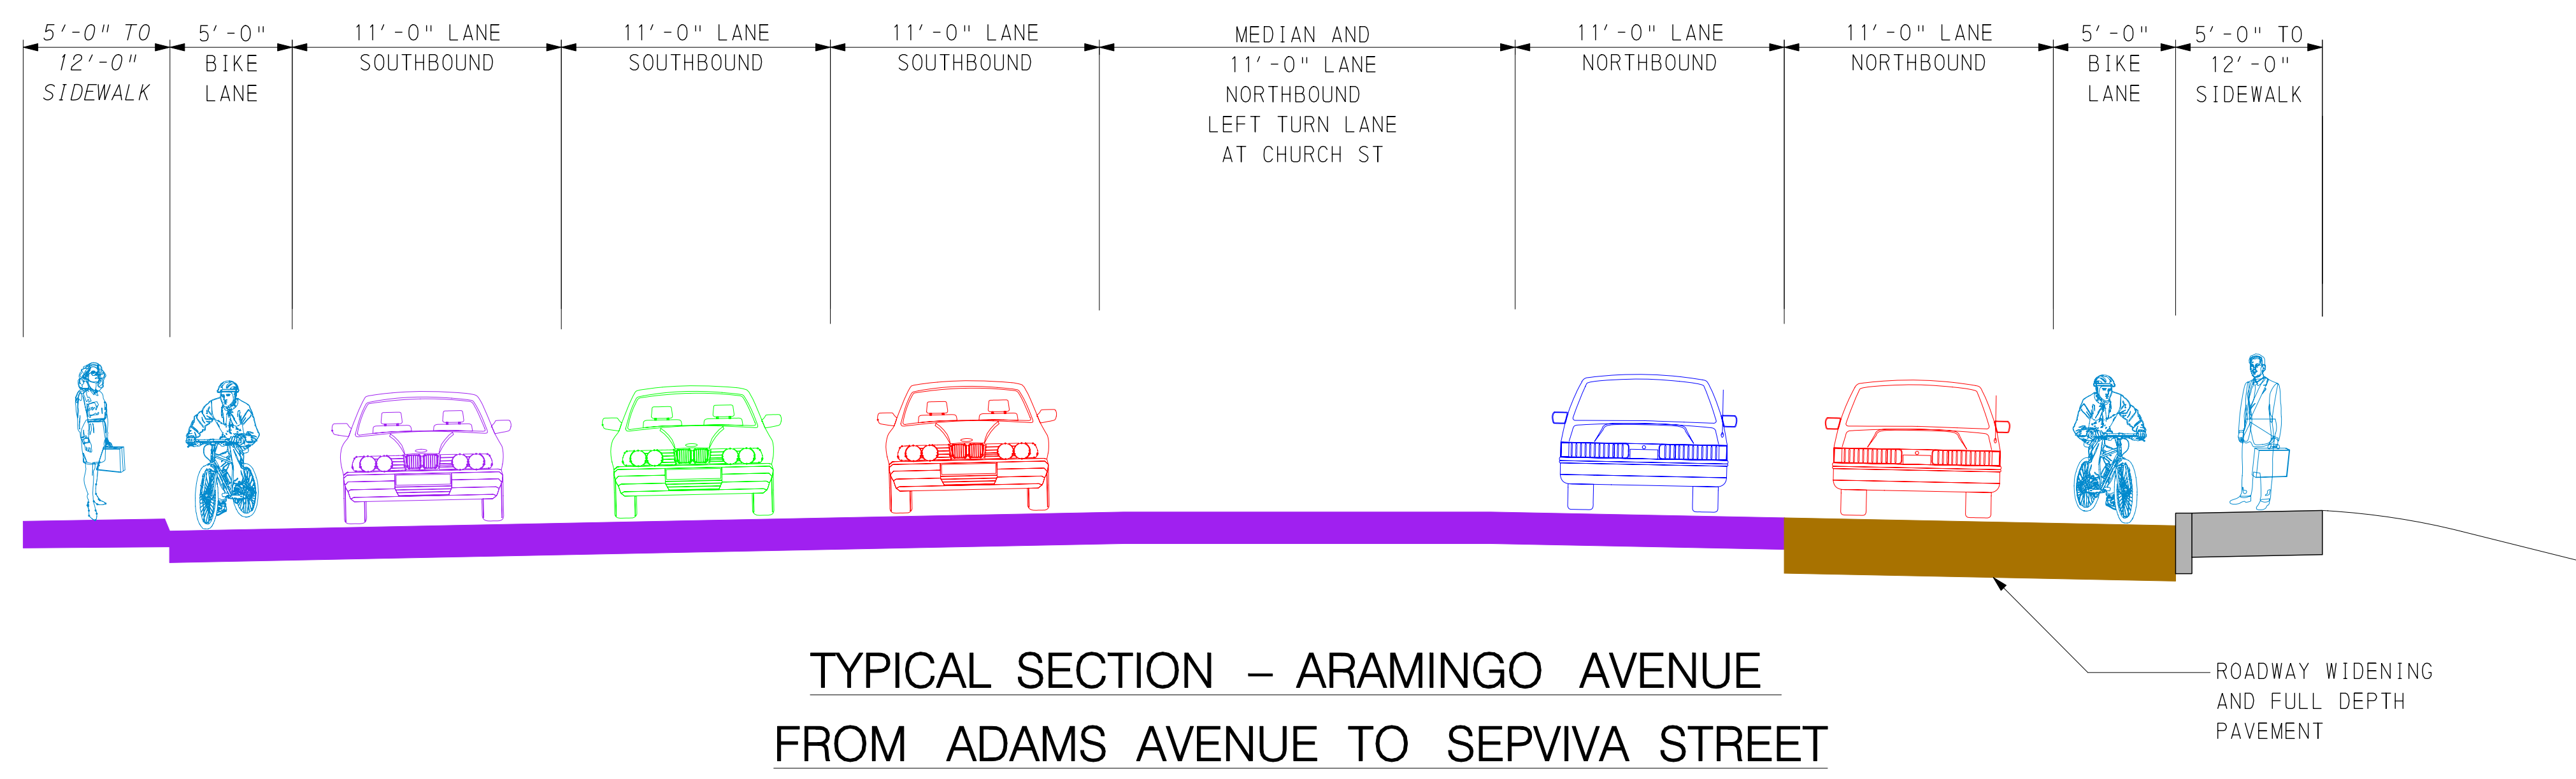 5'-0" TO
12'-0"
SIDEWALK
5'-0"
BIKE
LANE
11'-0" LANE
SOUTHBOUND
11'-0" LANE
SOUTHBOUND
11'-0" LANE
SOUTHBOUND
MEDIAN AND
11'-0" LANE
NORTHBOUND
LEFT TURN LANE
AT CHURCH ST
11'-0" LANE
NORTHBOUND
11'-0" LANE
NORTHBOUND
5'-0"
BIKE
LANE
5'-0" TO
12'-0"
SIDEWALK
ROADWAY WIDENING
AND FULL DEPTH
PAVEMENT
TYPICAL SECTION – ARAMINGO AVENUE
FROM ADAMS AVENUE TO SEPVIVA STREET